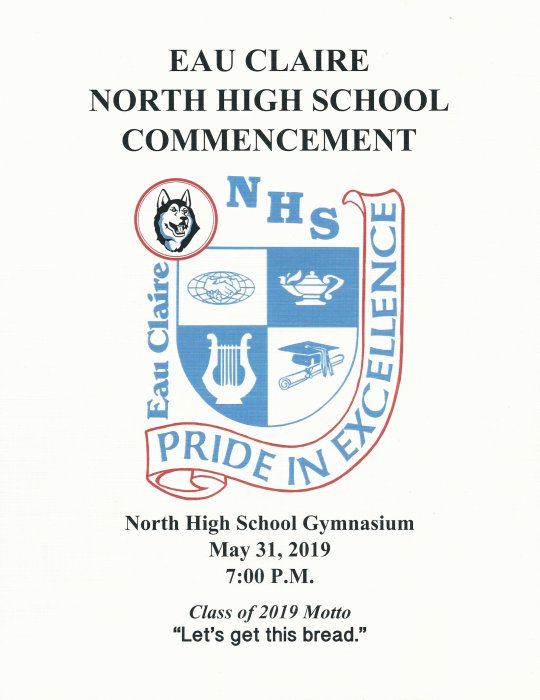 EAU CLAIRE
NORTH HIGH SCHOOL
COMMENCEMENT
NHS
Eau Claire
PRIDE IN EXCELLENCE
North High School Gymnasium
May 31, 2019
7:00 P.M.
Class of 2019 Motto
“Let’s get this bread.”